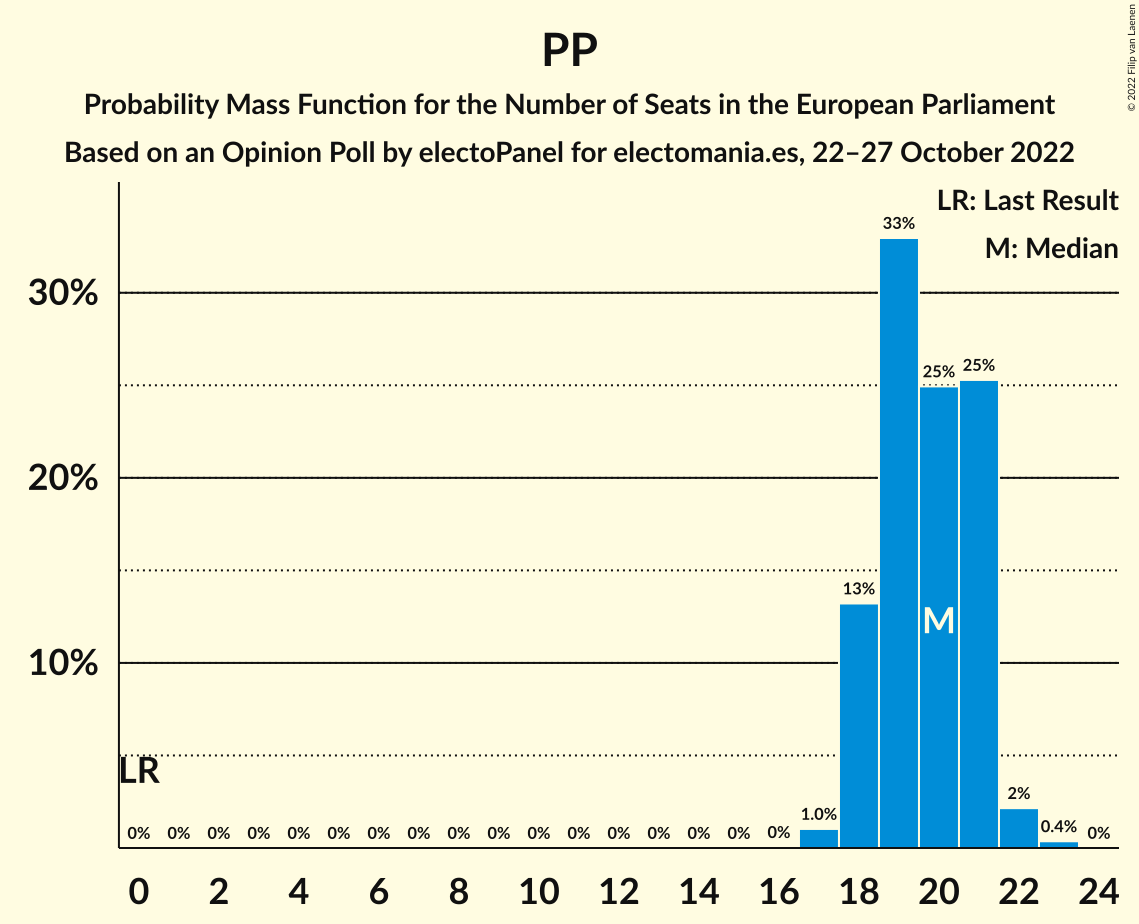 PP
Probability Mass Function for the Number of Seats in the European Parliament
Based on an Opinion Poll by electoPanel for electomania.es, 22–27 October 2022
© 2022 Filip van Laenen
LR: Last Result
M: Median
30%
20%
10%
33%
25%
25%
13%
M
LR
0% 0% 0% 0% 0% 0% 0% 0% 0% 0% 0% 0% 0% 0% 0% 0% 0% 1.0% 2% 0.4% 0%
0 2 4 6 8 10 12 14 16 18 20 22 24